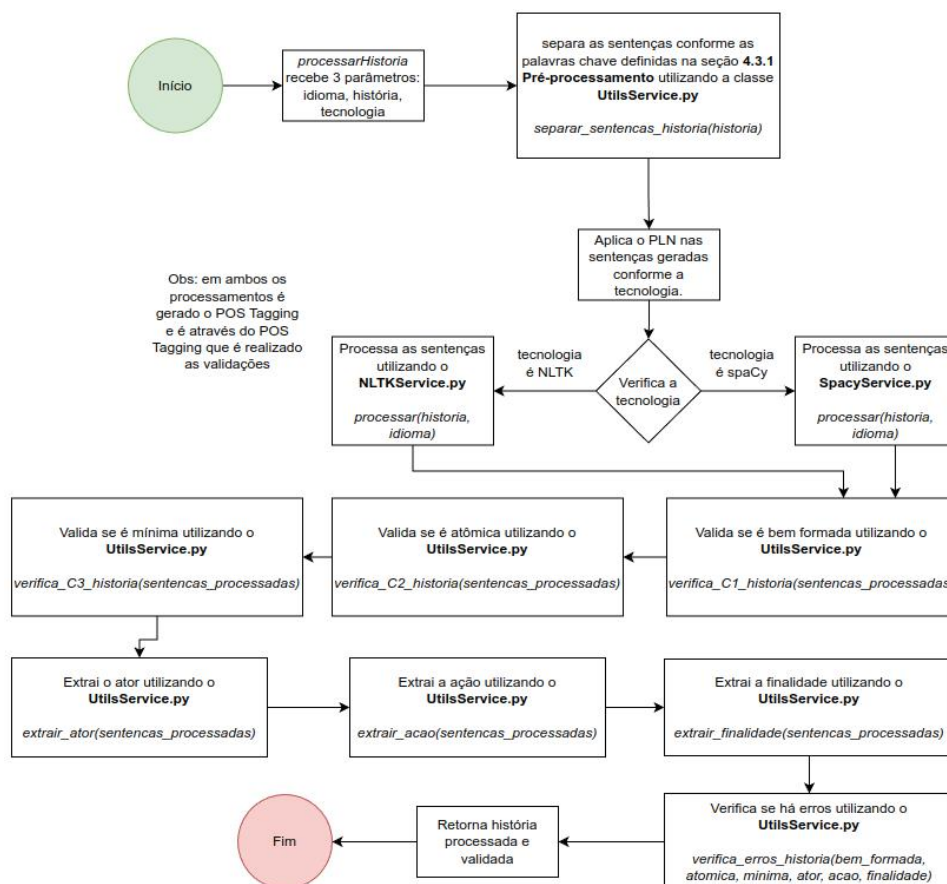 Início
processarHistoria
recebe 3 parâmetros:
idioma, história,
tecnologia
separa as sentenças conforme as
palavras chave definidas na seção 4.3.1
Pré-processamento utilizando a classe
UtilsService.py
separar_sentencas_historia(historia)
Aplica o PLN nas
sentenças geradas
conforme a
tecnologia.
Obs: em ambos os
processamentos é
gerado o POS Tagging
e é através do POS
Tagging que é realizado
as validações
Processa as sentenças
utilizando o
NLTKService.py
processar(historia,
idioma)
tecnologia
é NLTK
Verifica a
tecnologia
tecnologia
é spaCy
Processa as sentenças
utilizando o
SpacyService.py
processar(historia,
idioma)
Valida se é bem formada utilizando o
UtilsService.py
verifica_C1_historia(sentencas_processadas)
Valida se é atômica utilizando o
UtilsService.py
verifica_C2_historia(sentencas_processadas)
Valida se é mínima utilizando o
UtilsService.py
verifica_C3_historia(sentencas_processadas)
Extrai o ator utilizando o
UtilsService.py
extrair_ator(sentencas_processadas)
Extrai a ação utilizando o
UtilsService.py
extrair_acao(sentencas_processadas)
Extrai a finalidade utilizando o
UtilsService.py
extrair_finalidade(sentencas_processadas)
Verifica se há erros utilizando o
UtilsService.py
verifica_erros_historia(bem_formada,
atomica, minima, ator, acao, finalidade)
Retorna história
processada e
validada
Fim